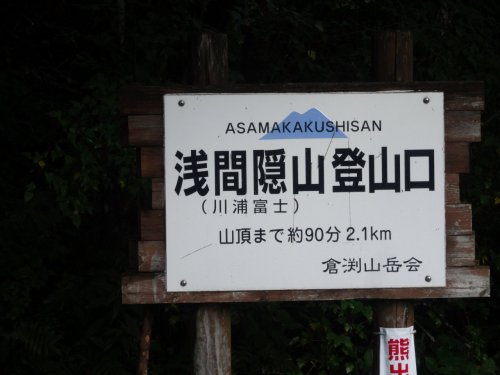 ASAMAKAKUSHISAN
浅間隠山登山口
(川浦富士)
山頂まで約90分 2.1km
倉渕山岳会
熊出